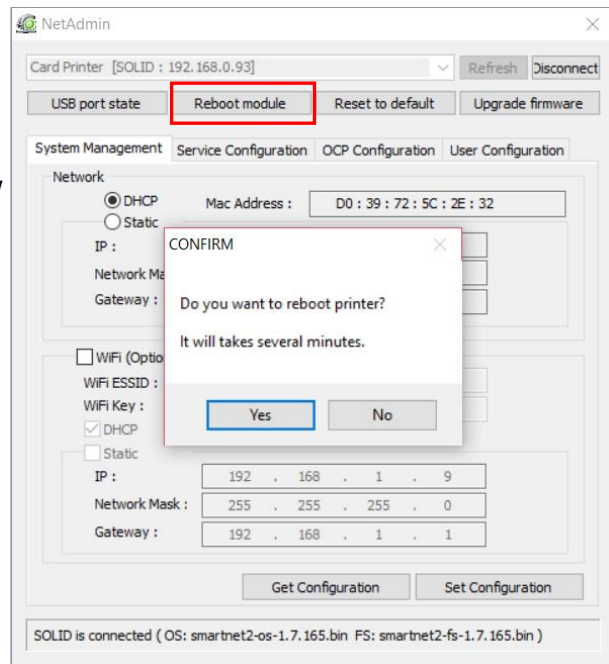 NetAdmin
Card Printer [SOLID : 192.168.0.93]
Refresh
Disconnect
USB port state
Reboot module
Reset to default
Upgrade firmware
System Management
Service Configuration
OCP Configuration
User Configuration
Network
DHCP
Mac Address :
D0 : 39 : 72 : 5C : 2E : 32
Static
IP :
Network Ma
Gateway :
CONFIRM
Do you want to reboot printer?
It will takes several minutes.
Yes
No
WiFi (Optio
WiFi ESSID :
WiFi Key :
DHCP
Static
IP :
192 . 168 . 1 . 9
Network Mask :
255 . 255 . 255 . 0
Gateway :
192 . 168 . 1 . 1
Get Configuration
Set Configuration
SOLID is connected ( OS: smartnet2-os-1.7.165.bin FS: smartnet2-fs-1.7.165.bin )